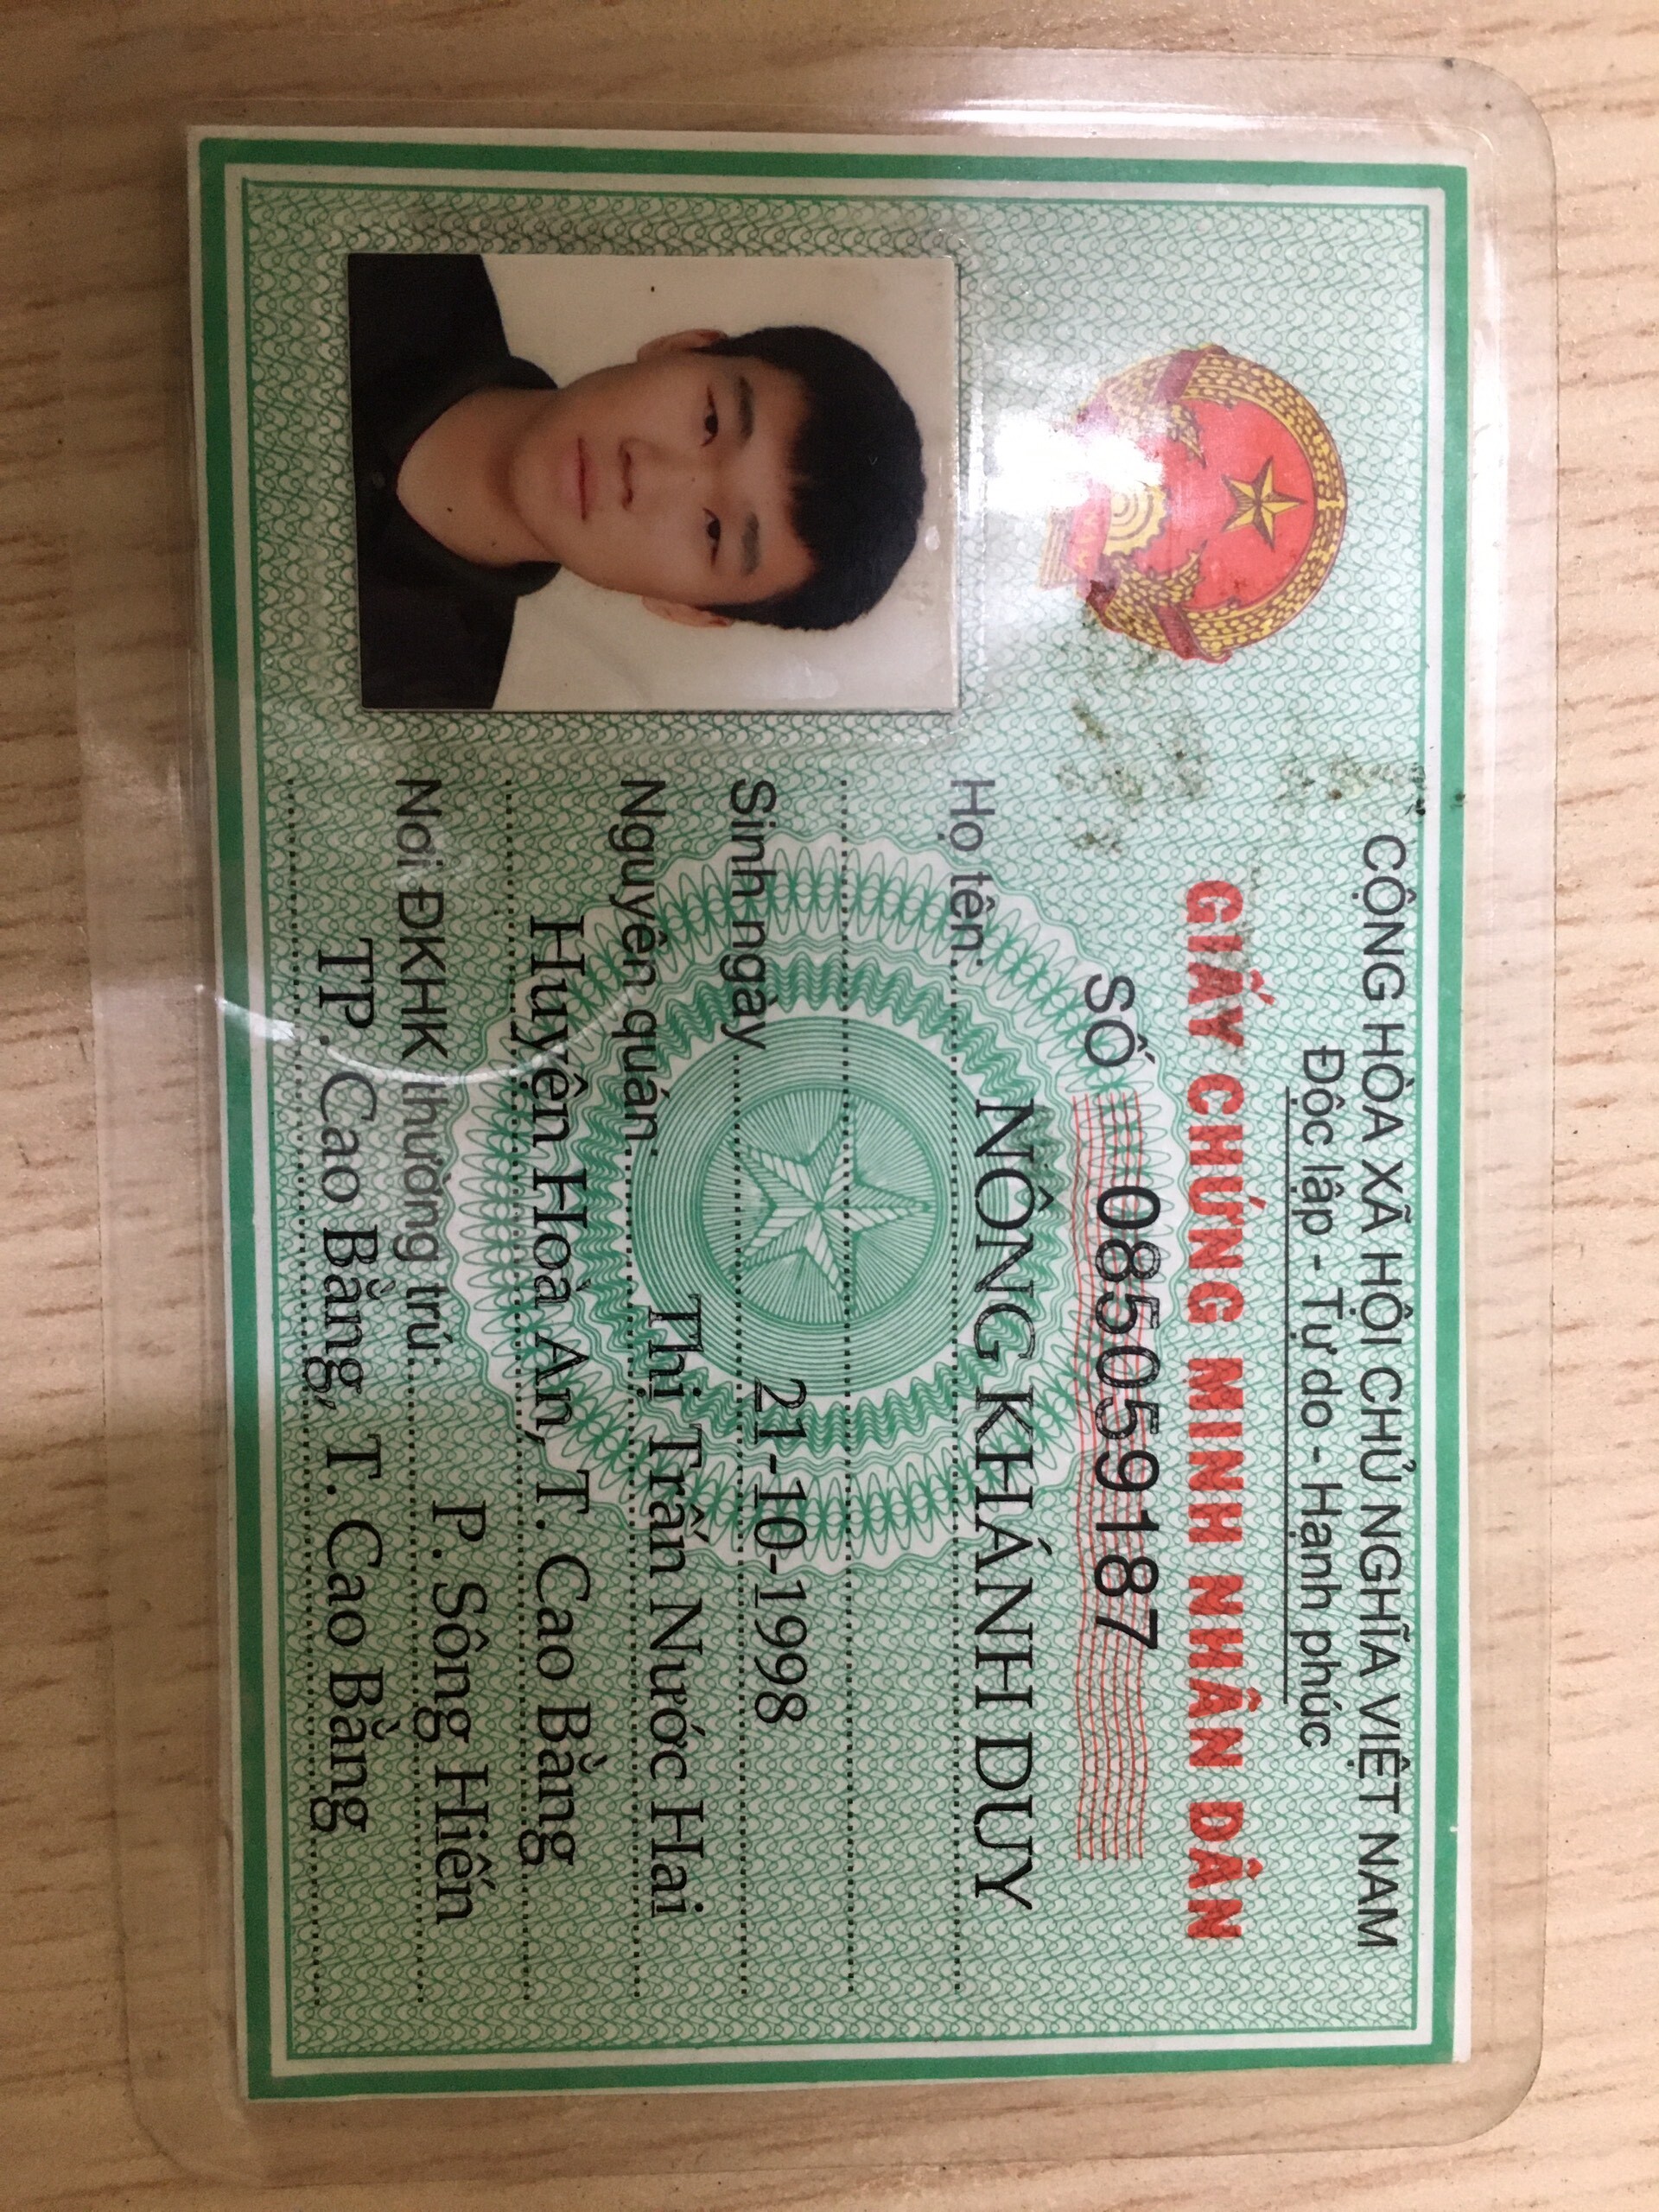 CỘNG HÒA XÃ HỘI CHỦ NGHĨA VIỆT NAM
Độc lập - Tự do - Hạnh phúc
GIẤY CHỨNG MINH NHÂN DÂN
SỐ 085059187
Họ tên: NÔNG KHÁNH DUY
Sinh ngày 21-10-1998
Nguyên quán Thị Trấn Nước Hai
Huyện Hoà An, T. Cao Bằng
Nơi ĐKHK thường trú: P. Sông Hiến
TP. Cao Bằng, T. Cao Bằng